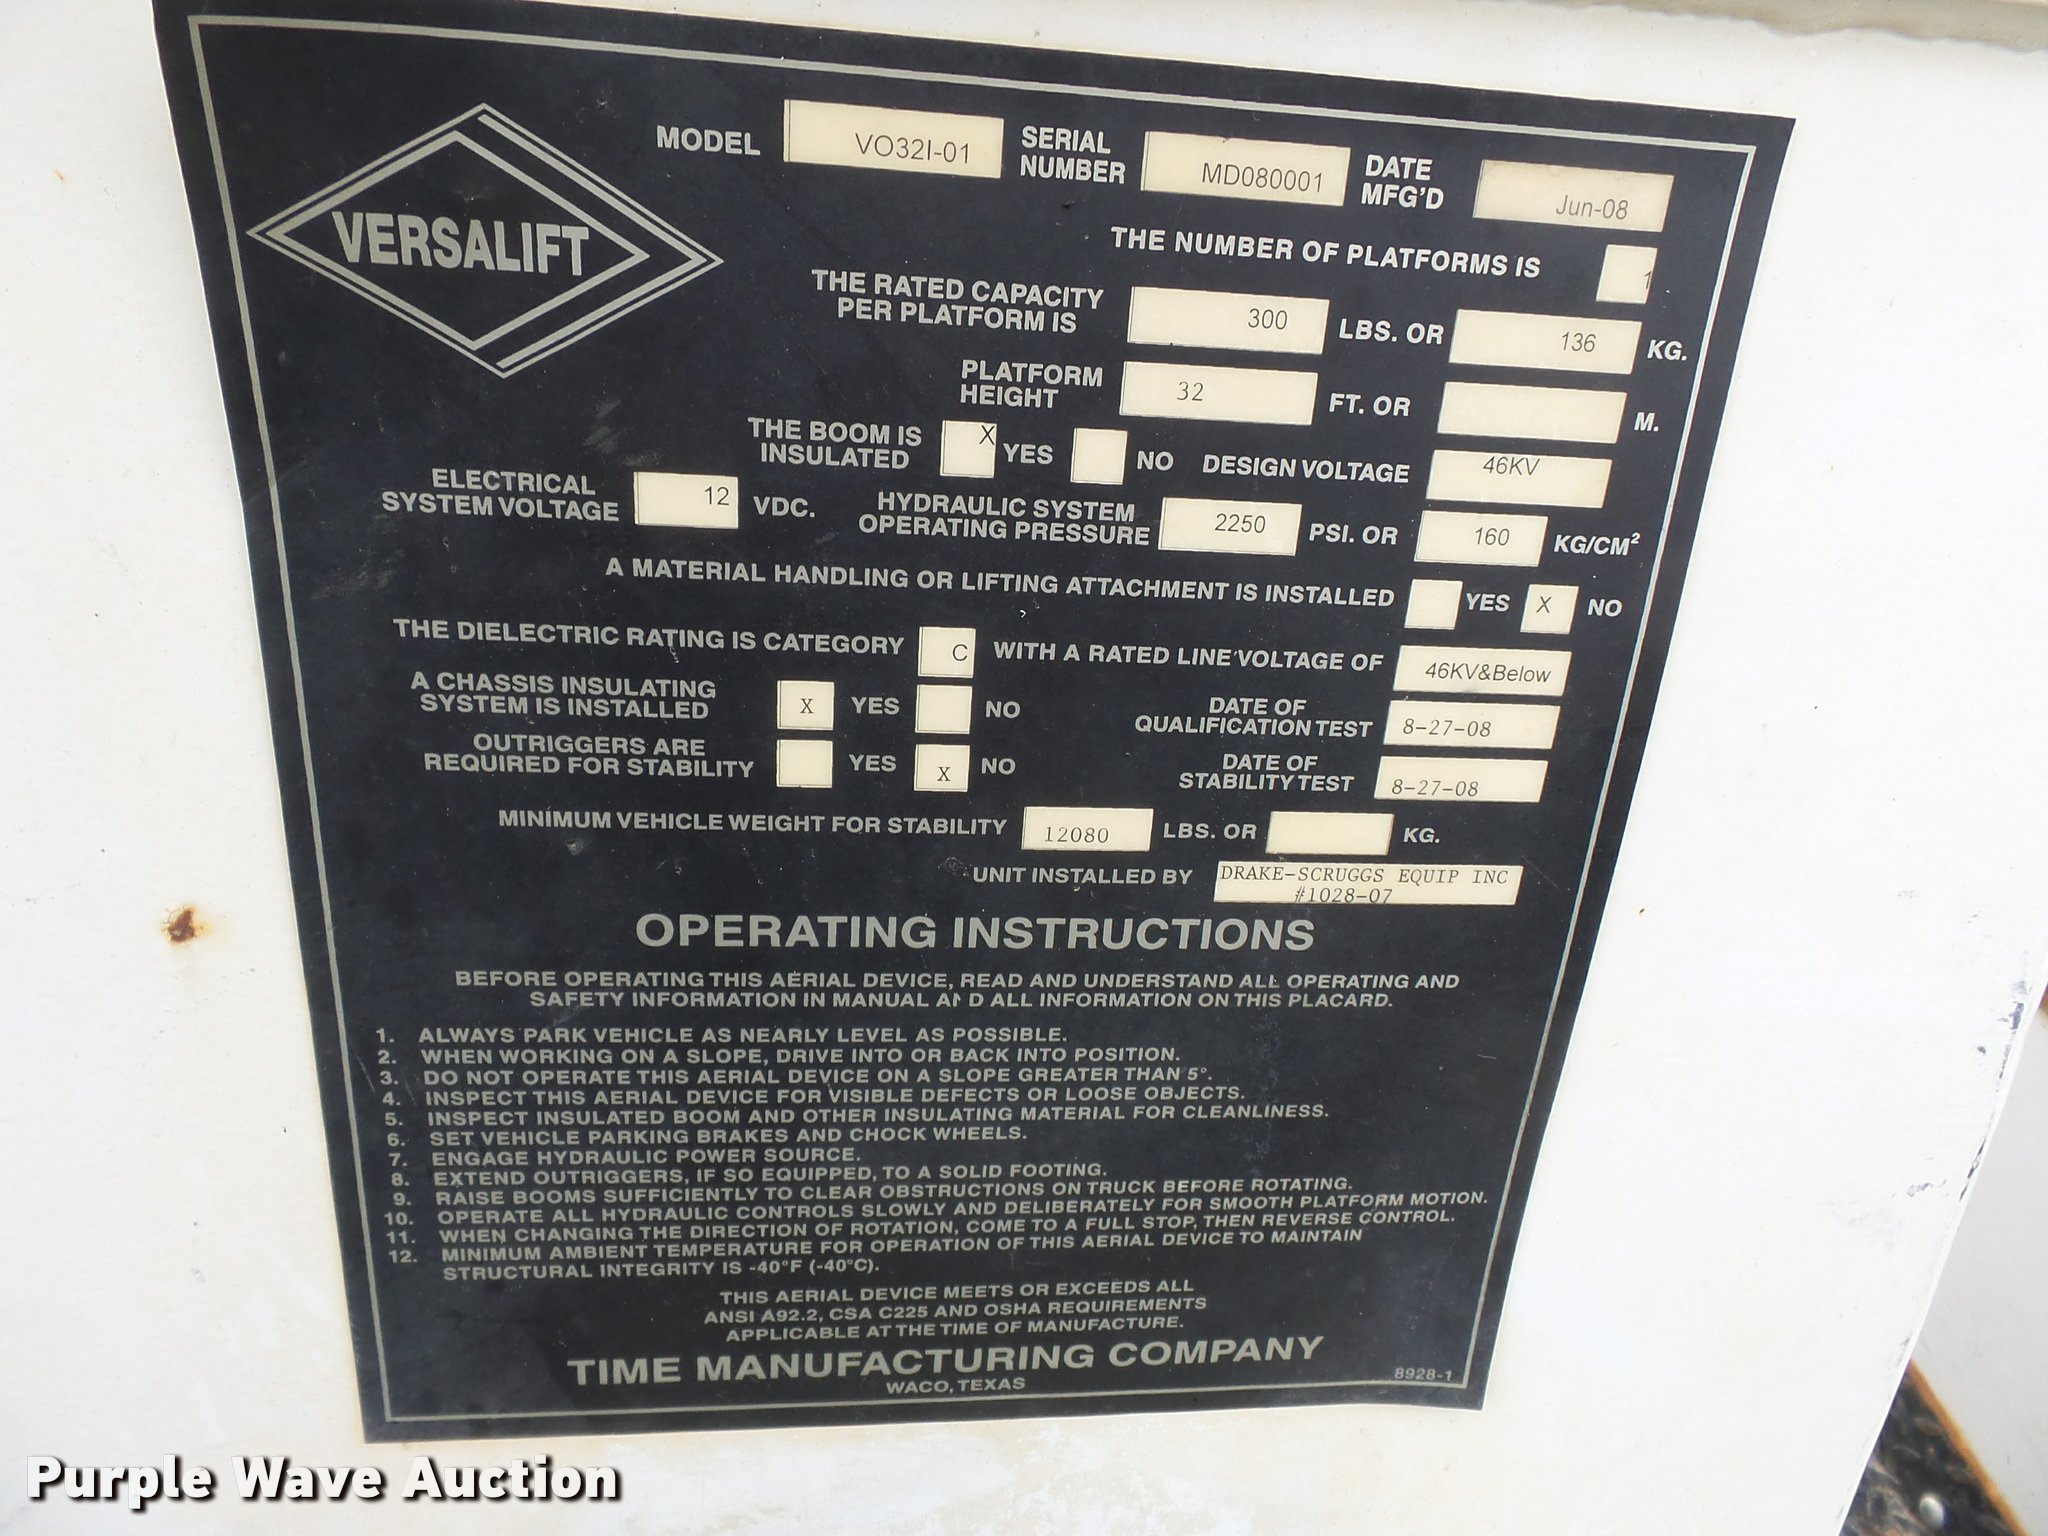 VERSALIFT
MODEL VO32I-01 SERIAL NUMBER MD080001 DATE MFG'D Jun-08
THE NUMBER OF PLATFORMS IS 1
THE RATED CAPACITY PER PLATFORM IS 300 LBS. OR 136 KG.
PLATFORM HEIGHT 32 FT. OR M.
THE BOOM IS INSULATED X YES NO DESIGN VOLTAGE 46KV
ELECTRICAL SYSTEM VOLTAGE 12 VDC. HYDRAULIC SYSTEM OPERATING PRESSURE 2250 PSI. OR 160 KG/CM²
A MATERIAL HANDLING OR LIFTING ATTACHMENT IS INSTALLED YES X NO
THE DIELECTRIC RATING IS CATEGORY C WITH A RATED LINE VOLTAGE OF 46KV&Below
A CHASSIS INSULATING SYSTEM IS INSTALLED X YES NO DATE OF QUALIFICATION TEST 8-27-08
OUTRIGGERS ARE REQUIRED FOR STABILITY YES X NO DATE OF STABILITY TEST 8-27-08
MINIMUM VEHICLE WEIGHT FOR STABILITY 12080 LBS. OR KG.
UNIT INSTALLED BY DRAKE-SCRUGGS EQUIP INC
#1028-07
OPERATING INSTRUCTIONS
BEFORE OPERATING THIS AERIAL DEVICE, READ AND UNDERSTAND ALL OPERATING AND
SAFETY INFORMATION IN MANUAL AND ALL INFORMATION ON THIS PLACARD.
1. ALWAYS PARK VEHICLE AS NEARLY LEVEL AS POSSIBLE.
2. WHEN WORKING ON A SLOPE, DRIVE INTO OR BACK INTO POSITION.
3. DO NOT OPERATE THIS AERIAL DEVICE ON A SLOPE GREATER THAN 5°.
4. INSPECT THIS AERIAL DEVICE FOR VISIBLE DEFECTS OR LOOSE OBJECTS.
5. INSPECT INSULATED BOOM AND OTHER INSULATING MATERIAL FOR CLEANLINESS.
6. SET VEHICLE PARKING BRAKES AND CHOCK WHEELS.
7. ENGAGE HYDRAULIC POWER SOURCE.
8. EXTEND OUTRIGGERS, IF SO EQUIPPED, TO A SOLID FOOTING.
9. RAISE BOOMS SUFFICIENTLY TO CLEAR OBSTRUCTIONS ON TRUCK BEFORE ROTATING.
10. OPERATE ALL HYDRAULIC CONTROLS SLOWLY AND DELIBERATELY FOR SMOOTH PLATFORM MOTION.
11. WHEN CHANGING THE DIRECTION OF ROTATION, COME TO A FULL STOP, THEN REVERSE CONTROL.
12. MINIMUM AMBIENT TEMPERATURE FOR OPERATION OF THIS AERIAL DEVICE TO MAINTAIN
STRUCTURAL INTEGRITY IS -40°F (-40°C).
THIS AERIAL DEVICE MEETS OR EXCEEDS ALL
ANSI A92.2, CSA C225 AND OSHA REQUIREMENTS
APPLICABLE AT THE TIME OF MANUFACTURE.
TIME MANUFACTURING COMPANY
WACO, TEXAS
8928-1
Purple Wave Auction